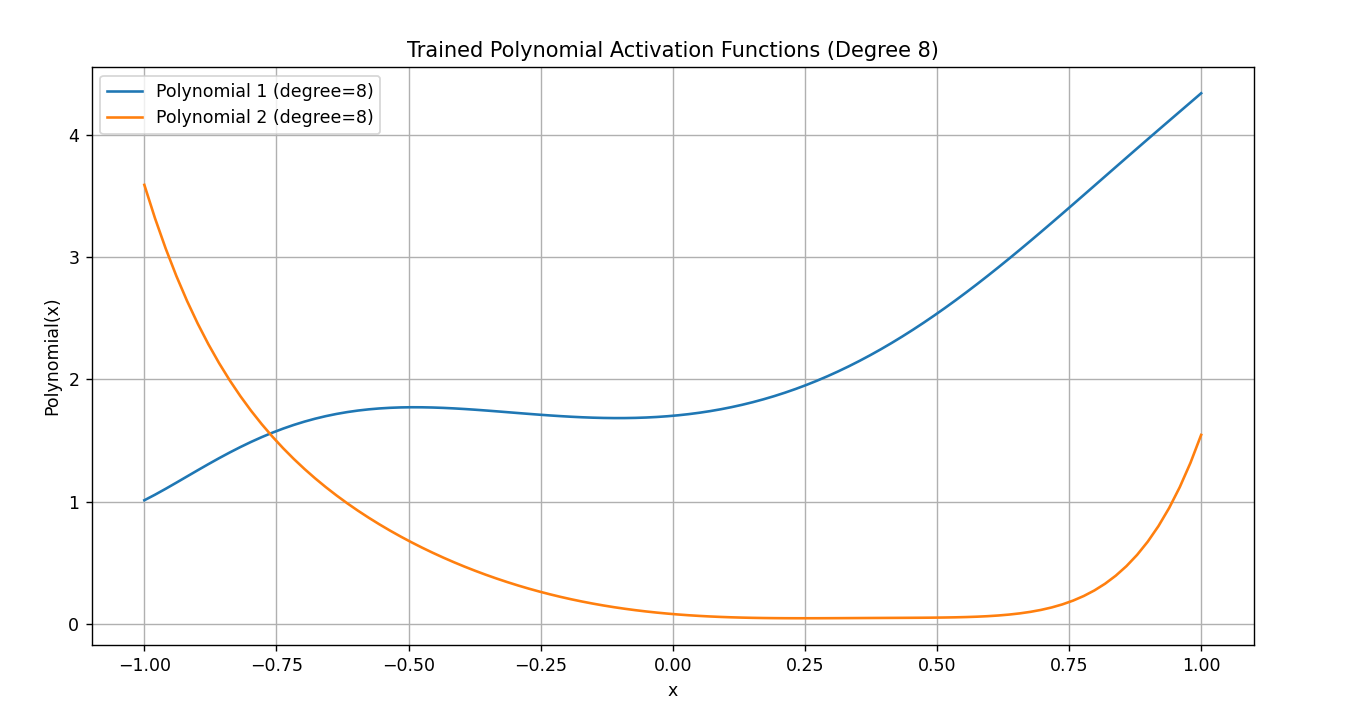 Trained Polynomial Activation Functions (Degree 8)
Polynomial 1 (degree=8)
Polynomial 2 (degree=8)
Polynomial(x)
4
3
2
1
0
−1.00 −0.75 −0.50 −0.25 0.00 0.25 0.50 0.75 1.00
x